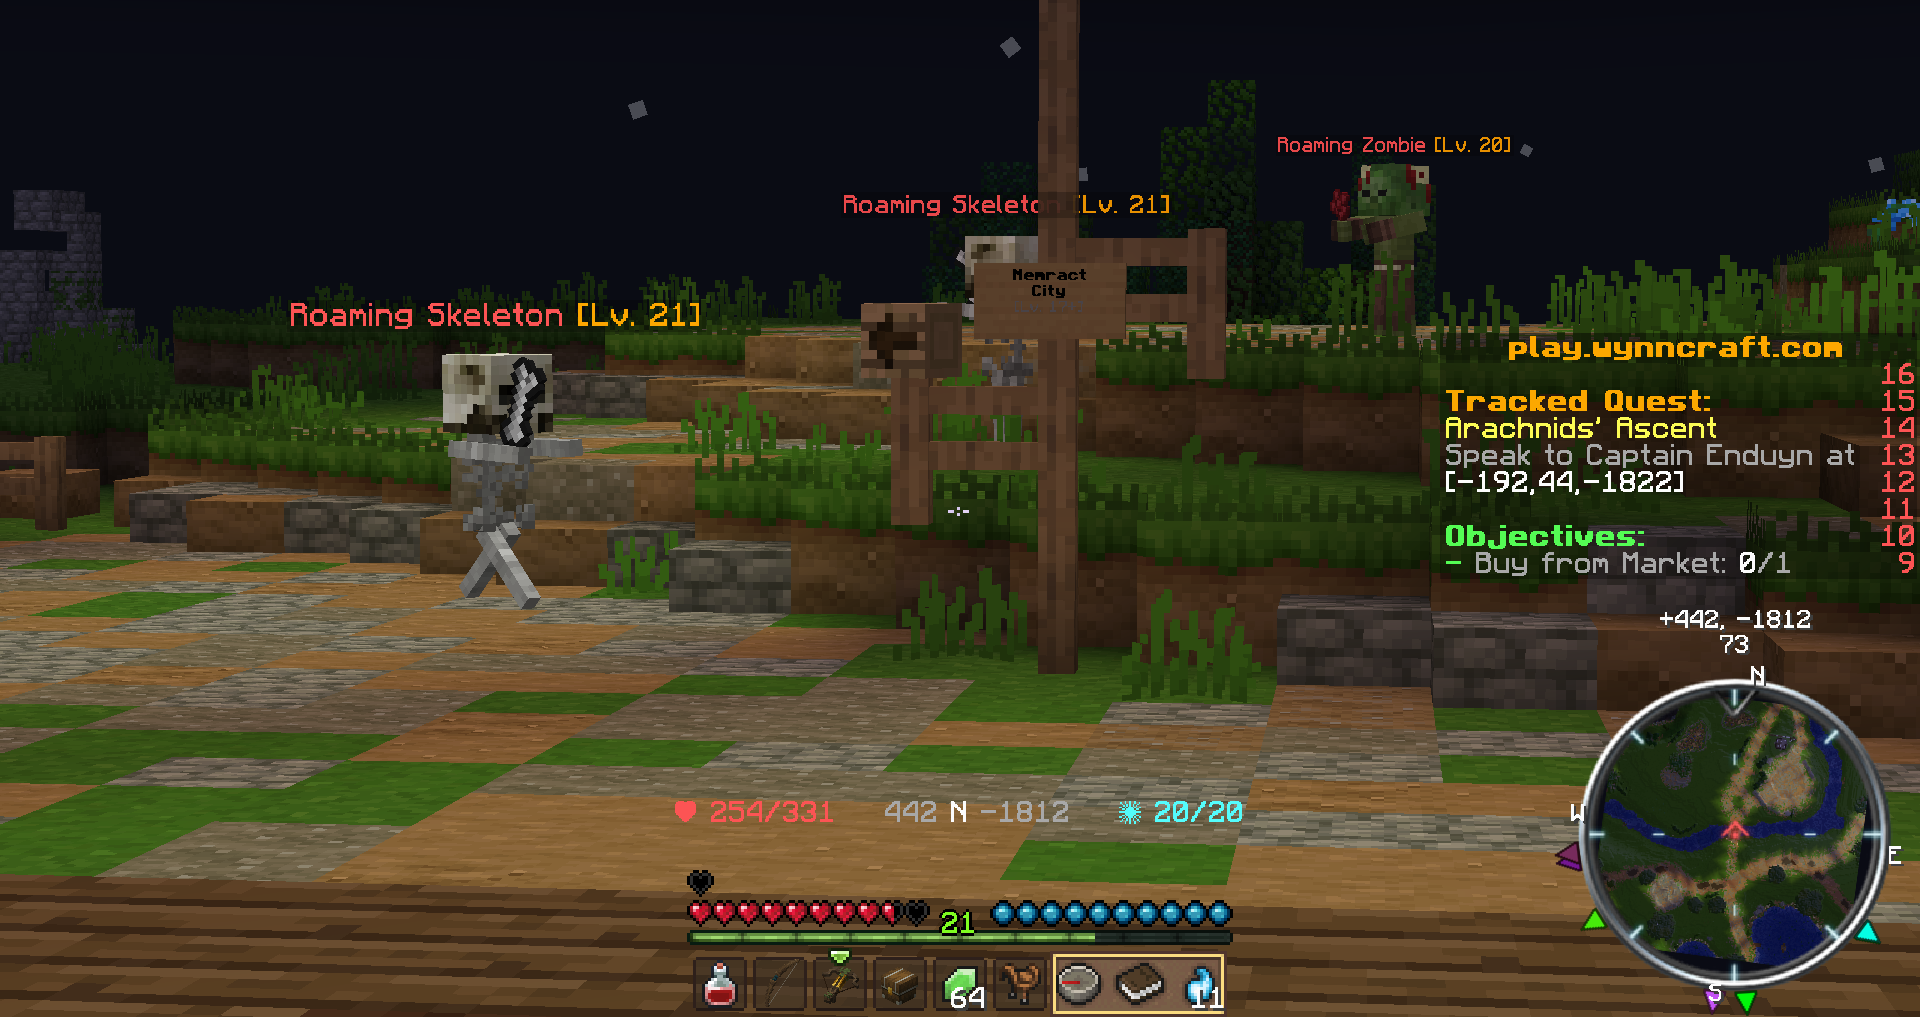 Roaming Zombie [Lv. 20]
Roaming Skeleton [Lv. 21]
Nemract
City
Roaming Skeleton [Lv. 21]
play.wynncraft.com
16
Tracked Quest: 15
Arachnids' Ascent 14
Speak to Captain Enduyn at 13
[-192,44,-1822] 12
11
Objectives: 10
- Buy from Market: 0/1 9
+442, -1812
73
N
W
E
S
254/331 442 N -1812 20/20
21
64
11